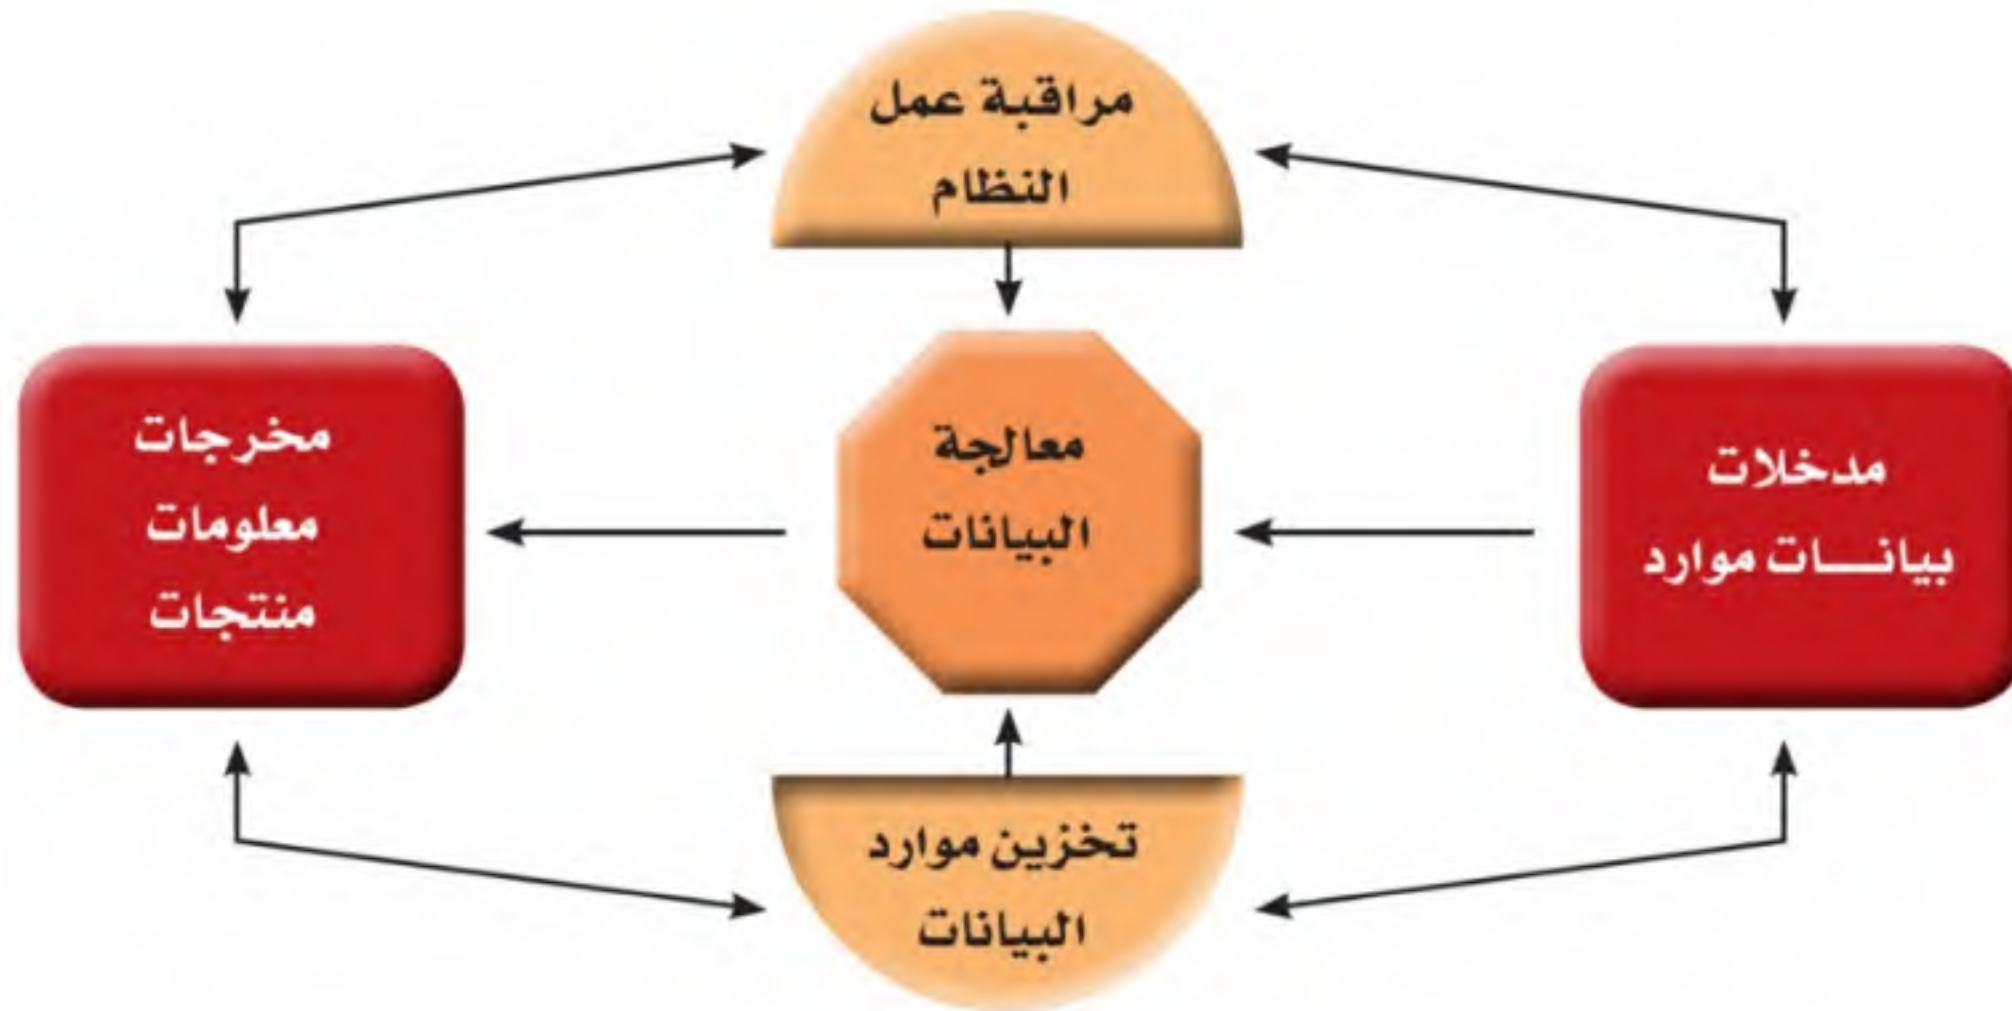 مراقبة عمل
النظام
مدخلات
بيانـــات موارد
معالجة
البيانات
مخرجات
معلومات
منتجات
تخزين موارد
البيانات